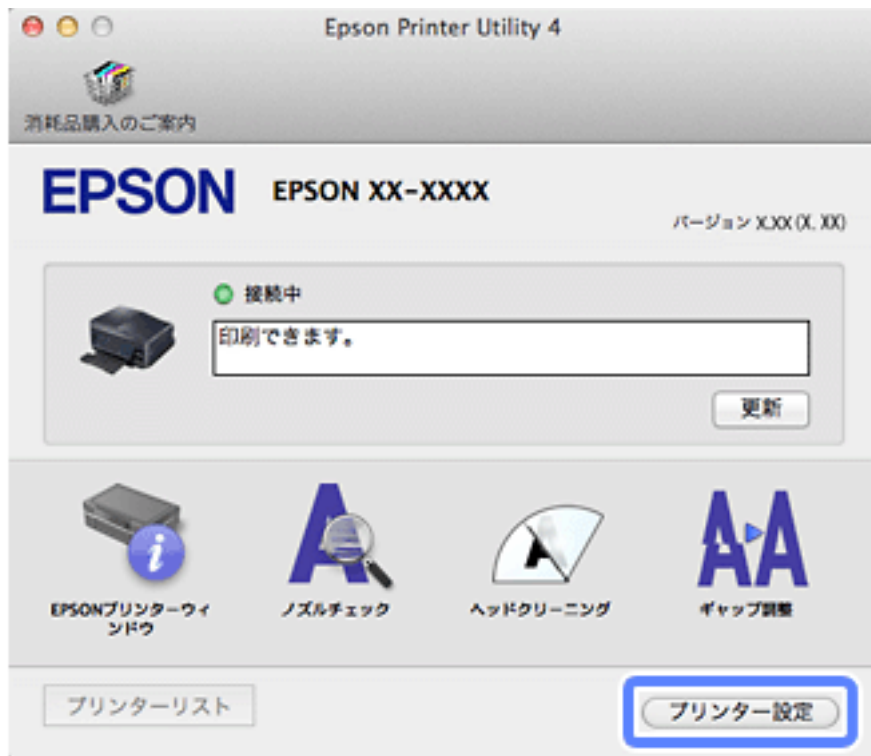 Epson Printer Utility 4
消耗品購入のご案内
EPSON EPSON XX-XXXX
バージョン X.XX (X. XX)
接続中
印刷できます。
更新
EPSONプリンターウィ
ンドウ
ノズルチェック
ヘッドクリーニング
ギャップ調整
プリンターリスト
プリンター設定